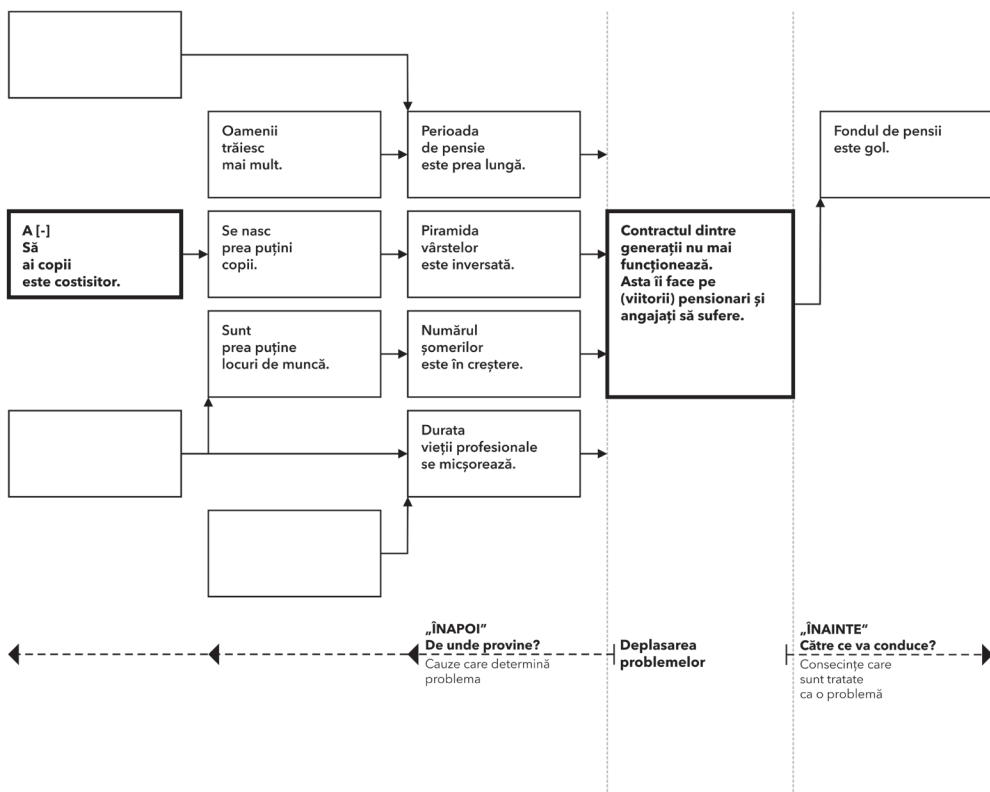 Oamenii
trăiesc
mai mult.
Perioada
de pensie
este prea lungă.
Fondul de pensii
este gol.
A [-]
Să
ai copii
este costisitor.
Se nasc
prea puțini
copii.
Piramida
vârstelor
este inversată.
Contractul dintre
generații nu mai
funcționează.
Asta îi face pe
(viitorii) pensionari și
angajați să sufere.
Sunt
prea puține
locuri de muncă.
Numărul
șomerilor
este în creștere.
Durata
vieții profesionale
se micșorează.
„ÎNAPOI”
De unde provine?
Cauze care determină
problema
Deplasarea
problemelor
„ÎNAINTE”
Către ce va conduce?
Consecințe care
sunt tratate
ca o problemă